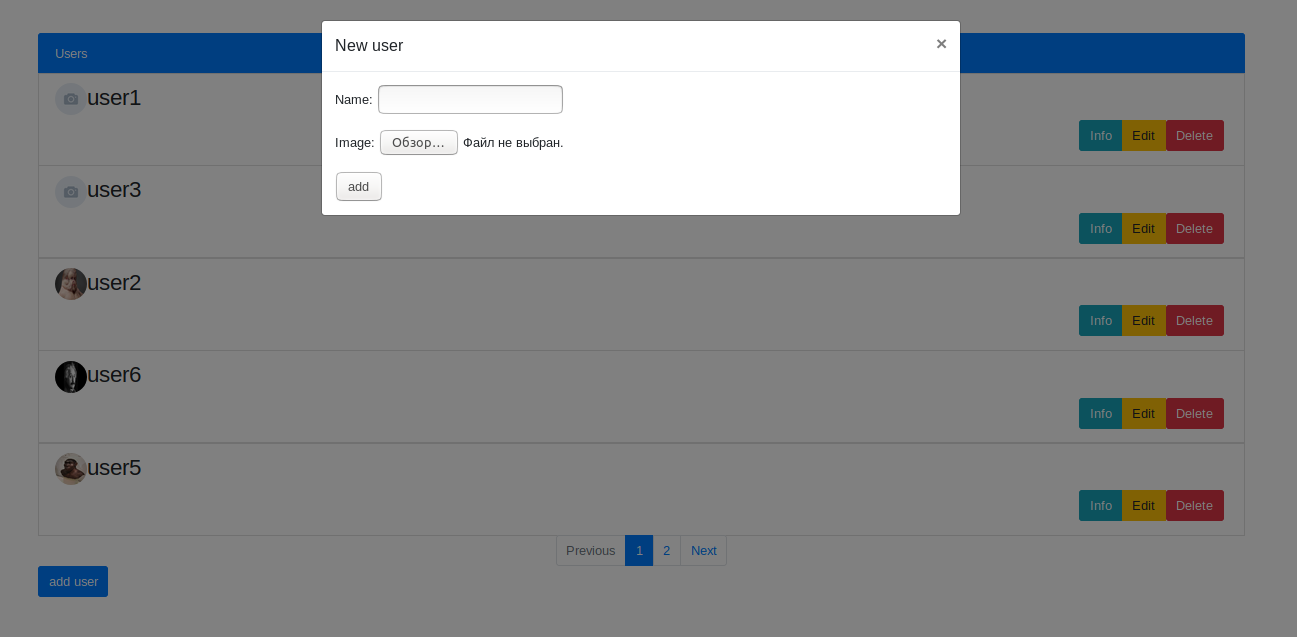 New user ×
Name:
Image: Обзор... Файл не выбран.
add
Users
user1
Info Edit Delete
user3
Info Edit Delete
user2
Info Edit Delete
user6
Info Edit Delete
user5
Info Edit Delete
Previous 1 2 Next
add user